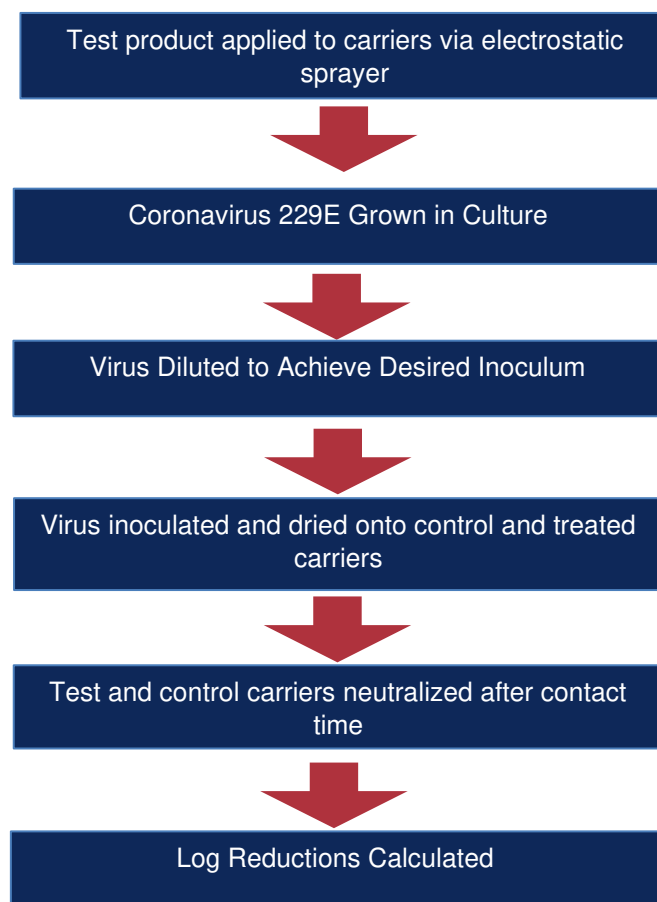 Test product applied to carriers via electrostatic
sprayer
Coronavirus 229E Grown in Culture
Virus Diluted to Achieve Desired Inoculum
Virus inoculated and dried onto control and treated
carriers
Test and control carriers neutralized after contact
time
Log Reductions Calculated